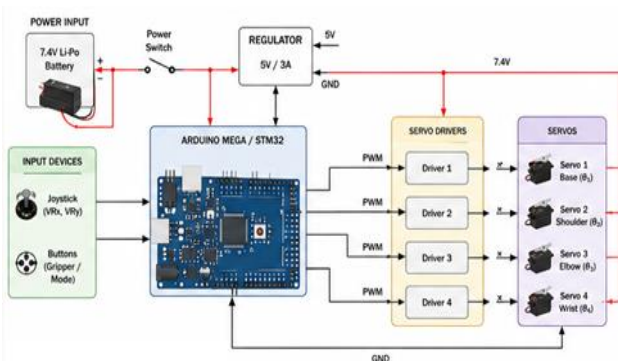 POWER INPUT
7.4V Li-Po
Battery
+
−
Power
Switch
REGULATOR
5V / 3A
5V
GND
7.4V
INPUT DEVICES
Joystick
(VRx, VRy)
Buttons
(Gripper /
Mode)
ARDUINO MEGA / STM32
PWM
PWM
PWM
PWM
SERVO DRIVERS
Driver 1
Driver 2
Driver 3
Driver 4
SERVOS
Servo 1
Base (θ₁)
Servo 2
Shoulder (θ₂)
Servo 3
Elbow (θ₃)
Servo 4
Wrist (θ₄)
GND